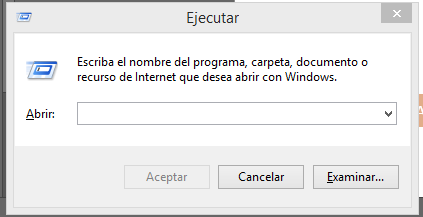 Ejecutar
Escriba el nombre del programa, carpeta, documento o
recurso de Internet que desea abrir con Windows.
Abrir:
Aceptar
Cancelar
Examinar...